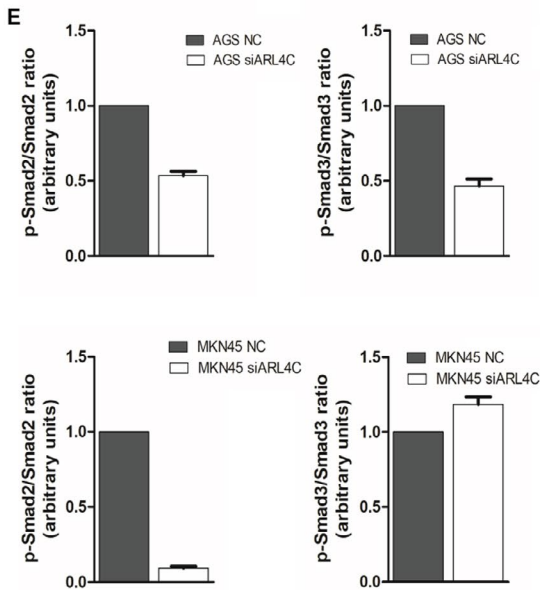 E
p-Smad2/Smad2 ratio
(arbitrary units)
1.5
1.0
0.5
0.0
AGS NC
AGS siARL4C
p-Smad3/Smad3 ratio
(arbitrary units)
1.5
1.0
0.5
0.0
AGS NC
AGS siARL4C
p-Smad2/Smad2 ratio
(arbitrary units)
1.5
1.0
0.5
0.0
MKN45 NC
MKN45 siARL4C
p-Smad3/Smad3 ratio
(arbitrary units)
1.5
1.0
0.5
0.0
MKN45 NC
MKN45 siARL4C